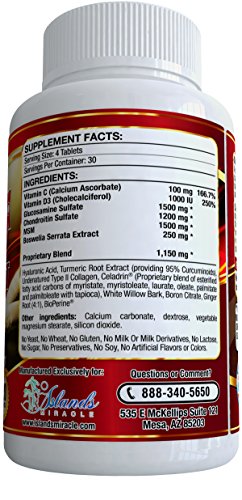 SUPPLEMENT FACTS:
Serving Size: 4 Tablets
Servings Per Container: 30
INGREDIENTS:
Vitamin C (Calcium Ascorbate) 100 mg 166.7%
Vitamin D3 (Cholecalciferol) 1000 IU 250%
Glucosamine Sulfate 1500 mg *
Chondroitin Sulfate 1200 mg *
MSM 1500 mg *
Boswelia Serrata Extract 250 mg *
Proprietary Blend 1,150 mg *
Hyaluronic Acid, Turmeric Root Extract (providing 95% Curcuminoids),
Undenatured Type II Collagen, Celadrin® (Proprietary blend of esterified
fatty acid carbons of myristate, myristoleate, laurate, oleate, palmitate
and palmitoleate with tapioca), White Willow Bark, Boron Citrate, Ginger
Root (4:1), BioPerine®
Other ingredients: Calcium carbonate, dextrose, vegetable
magnesium stearate, silicon dioxide.
No Yeast, No Wheat, No Gluten, No Milk Or Milk Derivatives, No Lactose,
No Sugar, No Preservatives, No Soy, No Artificial Flavors or Colors.
Manufactured Exclusively for:
Islands
MIRACLE
www.islandsmiracle.com
Questions or Comment?
888-340-5650
535 E McKellips Suite 121
Mesa, AZ 85203